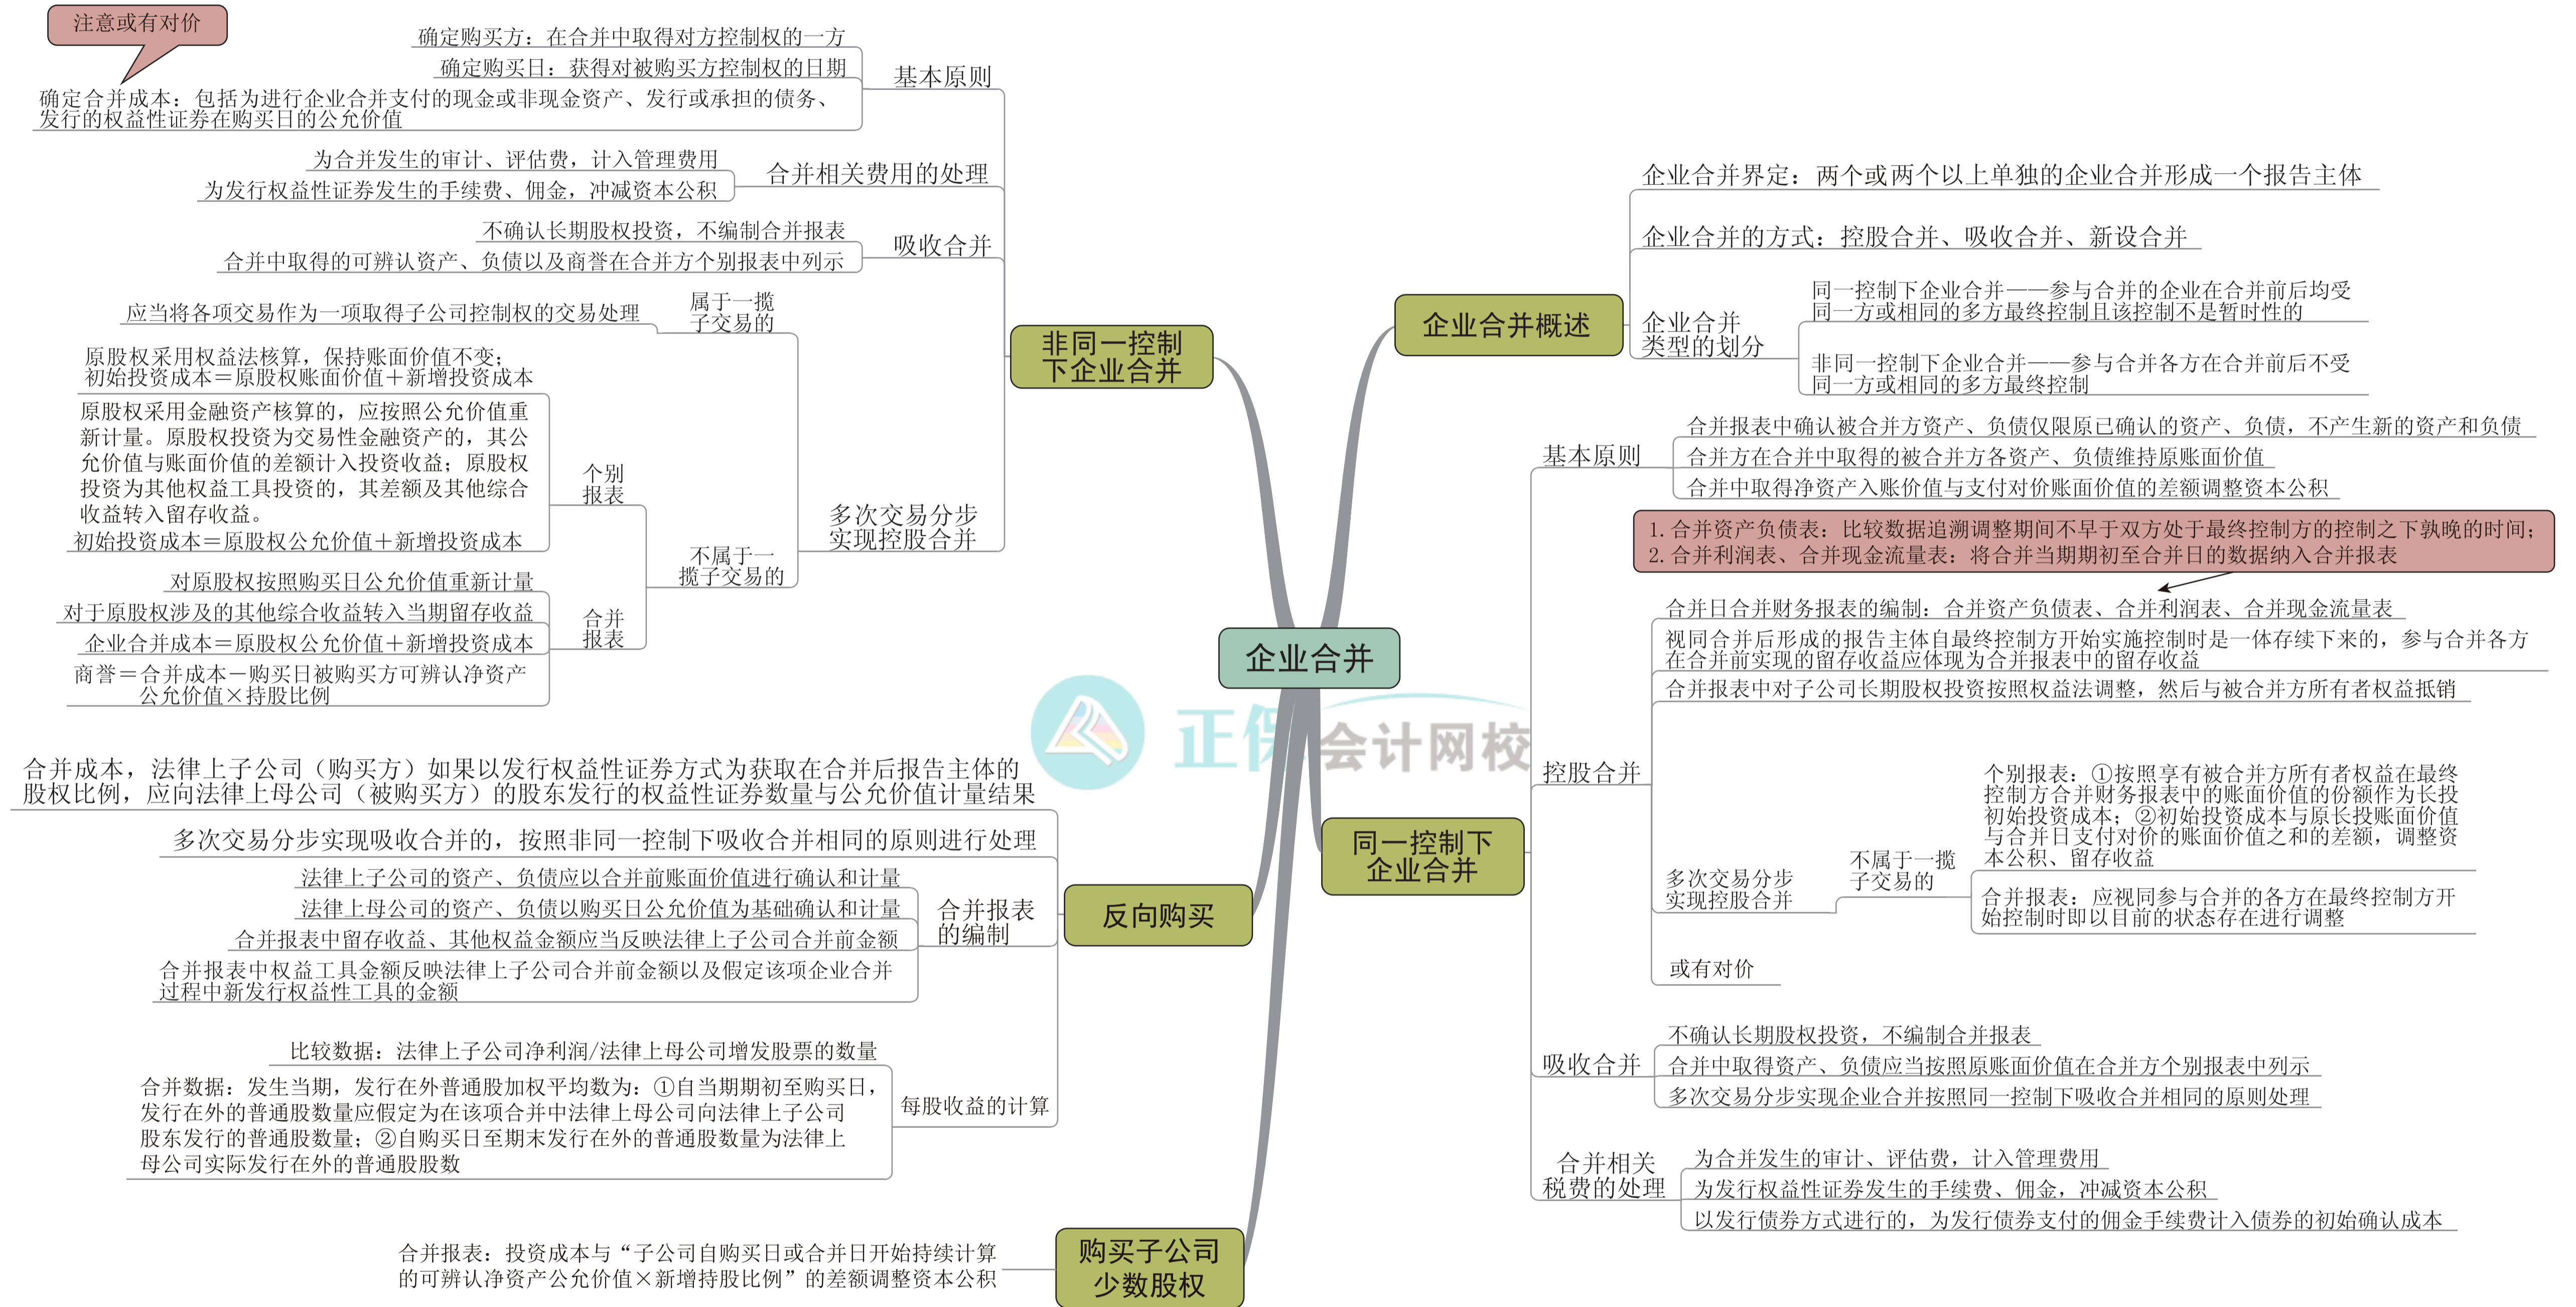 企业合并
企业合并概述
企业合并界定：两个或两个以上单独的企业合并形成一个报告主体
企业合并的方式：控股合并、吸收合并、新设合并
企业合并
类型的划分
同一控制下企业合并——参与合并的企业在合并前后均受
同一方或相同的多方最终控制且该控制不是暂时性的
非同一控制下企业合并——参与合并各方在合并前后不受
同一方或相同的多方最终控制
同一控制下
企业合并
基本原则
合并报表中确认被合并方资产、负债仅限原已确认的资产、负债，不产生新的资产和负债
合并方在合并中取得的被合并方各资产、负债维持原账面价值
合并中取得净资产入账价值与支付对价账面价值的差额调整资本公积
1. 合并资产负债表：比较数据追溯调整期间不早于双方处于最终控制方的控制之下孰晚的时间；
2. 合并利润表、合并现金流量表：将合并当期期初至合并日的数据纳入合并报表
控股合并
合并日合并财务报表的编制：合并资产负债表、合并利润表、合并现金流量表
视同合并后形成的报告主体自最终控制方开始实施控制时是一体存续下来的，参与合并各方
在合并前实现的留存收益应体现为合并报表中的留存收益
合并报表中对子公司长期股权投资按照权益法调整，然后与被合并方所有者权益抵销
多次交易分步
实现控股合并
不属于一揽
子交易的
个别报表：①按照享有被合并方所有者权益在最终
控制方合并财务报表中的账面价值的份额作为长投
初始投资成本；②初始投资成本与原长投账面价值
与合并日支付对价的账面价值之和的差额，调整资
本公积、留存收益
合并报表：应视同参与合并的各方在最终控制方开
始控制时即以目前的状态存在进行调整
或有对价
吸收合并
不确认长期股权投资，不编制合并报表
合并中取得资产、负债应当按照原账面价值在合并方个别报表中列示
多次交易分步实现企业合并按照同一控制下吸收合并相同的原则处理
合并相关
税费的处理
为合并发生的审计、评估费，计入管理费用
为发行权益性证券发生的手续费、佣金，冲减资本公积
以发行债券方式进行的，为发行债券支付的佣金手续费计入债券的初始确认成本
非同一控制
下企业合并
注意或有对价
基本原则
确定购买方：在合并中取得对方控制权的一方
确定购买日：获得对被购买方控制权的日期
确定合并成本：包括为进行企业合并支付的现金或非现金资产、发行或承担的债务、
发行的权益性证券在购买日的公允价值
合并相关费用的处理
为合并发生的审计、评估费，计入管理费用
为发行权益性证券发生的手续费、佣金，冲减资本公积
吸收合并
不确认长期股权投资，不编制合并报表
合并中取得的可辨认资产、负债以及商誉在合并方个别报表中列示
多次交易分步
实现控股合并
属于一揽
子交易的
应当将各项交易作为一项取得子公司控制权的交易处理
不属于一
揽子交易的
个别
报表
原股权采用权益法核算，保持账面价值不变；
初始投资成本＝原股权账面价值＋新增投资成本
原股权采用金融资产核算的，应按照公允价值重
新计量。原股权投资为交易性金融资产的，其公
允价值与账面价值的差额计入投资收益；原股权
投资为其他权益工具投资的，其差额及其他综合
收益转入留存收益。
初始投资成本＝原股权公允价值＋新增投资成本
合并
报表
对原股权按照购买日公允价值重新计量
对于原股权涉及的其他综合收益转入当期留存收益
企业合并成本＝原股权公允价值＋新增投资成本
商誉＝合并成本－购买日被购买方可辨认净资产
公允价值×持股比例
正保会计网校
反向购买
合并成本，法律上子公司（购买方）如果以发行权益性证券方式为获取在合并后报告主体的
股权比例，应向法律上母公司（被购买方）的股东发行的权益性证券数量与公允价值计量结果
多次交易分步实现吸收合并的，按照非同一控制下吸收合并相同的原则进行处理
合并报表
的编制
法律上子公司的资产、负债应以合并前账面价值进行确认和计量
法律上母公司的资产、负债以购买日公允价值为基础确认和计量
合并报表中留存收益、其他权益金额应当反映法律上子公司合并前金额
合并报表中权益工具金额反映法律上子公司合并前金额以及假定该项企业合并
过程中新发行权益性工具的金额
每股收益的计算
比较数据：法律上子公司净利润/法律上母公司增发股票的数量
合并数据：发生当期，发行在外普通股加权平均数为：①自当期期初至购买日，
发行在外的普通股数量应假定为在该项合并中法律上母公司向法律上子公司
股东发行的普通股数量；②自购买日至期末发行在外的普通股数量为法律上
母公司实际发行在外的普通股股数
购买子公司
少数股权
合并报表：投资成本与“子公司自购买日或合并日开始持续计算
的可辨认净资产公允价值×新增持股比例”的差额调整资本公积